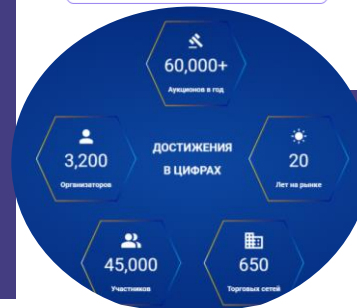 60,000+
Аукционов в год
3,200
Организаторов
ДОСТИЖЕНИЯ
В ЦИФРАХ
20
Лет на рынке
45,000
Участников
650
Торговых сетей